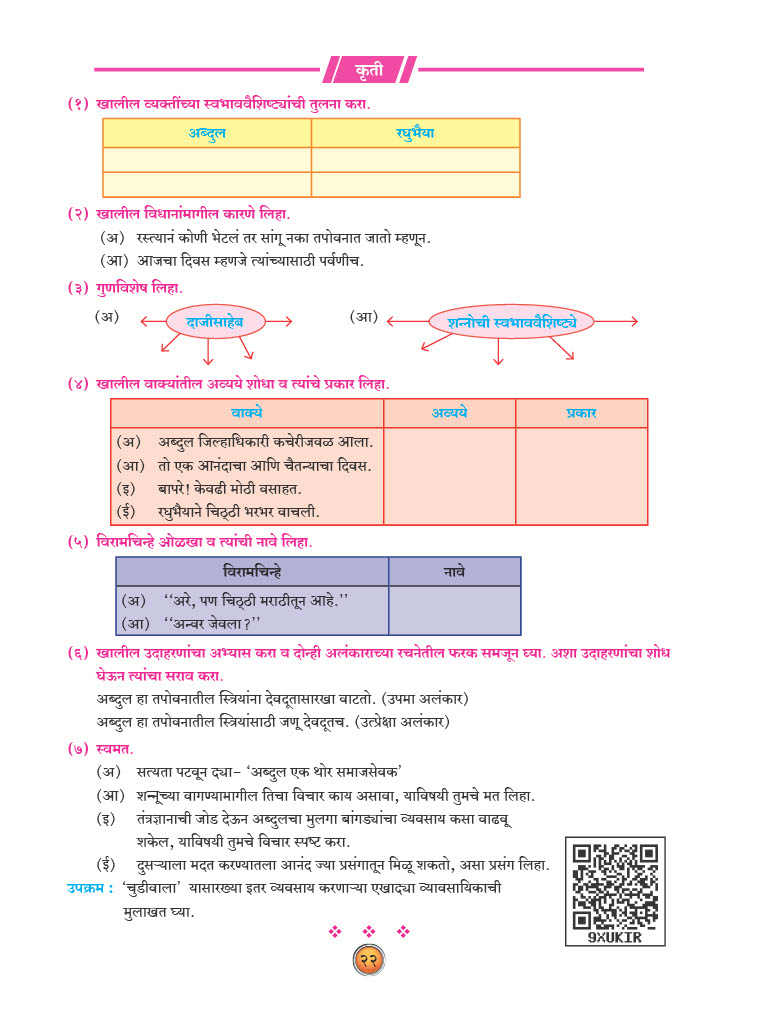 कृती
(१) खालील व्यक्तींच्या स्वभाववैशिष्ट्यांची तुलना करा.
अब्दुल रघुभैया
(२) खालील विधानांमागील कारणे लिहा.
(अ) रस्त्यानं कोणी भेटलं तर सांगू नका तपोवनात जातो म्हणून.
(आ) आजचा दिवस म्हणजे त्यांच्यासाठी पर्वणीच.
(३) गुणविशेष लिहा.
(अ) दाजीसाहेब (आ) शन्नोची स्वभाववैशिष्ट्ये
(४) खालील वाक्यांतील अव्यये शोधा व त्यांचे प्रकार लिहा.
वाक्ये अव्यये प्रकार
(अ) अब्दुल जिल्हाधिकारी कचेरीजवळ आला.
(आ) तो एक आनंदाचा आणि चैतन्याचा दिवस.
(इ) बापरे! केवढी मोठी वसाहत.
(ई) रघुभैयाने चिठ्ठी भरभर वाचली.
(५) विरामचिन्हे ओळखा व त्यांची नावे लिहा.
विरामचिन्हे नावे
(अ) ‘‘अरे, पण चिठ्ठी मराठीतून आहे.’’
(आ) ‘‘अन्वर जेवला?’’
(६) खालील उदाहरणांचा अभ्यास करा व दोन्ही अलंकाराच्या रचनेतील फरक समजून घ्या. अशा उदाहरणांचा शोध
घेऊन त्यांचा सराव करा.
अब्दुल हा तपोवनातील स्त्रियांना देवदूतासारखा वाटतो. (उपमा अलंकार)
अब्दुल हा तपोवनातील स्त्रियांसाठी जणू देवदूतच. (उत्प्रेक्षा अलंकार)
(७) स्वमत.
(अ) सत्यता पटवून द्या– ‘अब्दुल एक थोर समाजसेवक’
(आ) शन्नूच्या वागण्यामागील तिचा विचार काय असावा, याविषयी तुमचे मत लिहा.
(इ) तंत्रज्ञानाची जोड देऊन अब्दुलचा मुलगा बांगड्यांचा व्यवसाय कसा वाढवू
शकेल, याविषयी तुमचे विचार स्पष्ट करा.
(ई) दुसऱ्याला मदत करण्यातला आनंद ज्या प्रसंगातून मिळू शकतो, असा प्रसंग लिहा.
उपक्रम : ‘चुडीवाला’ यासारख्या इतर व्यवसाय करणाऱ्या एखाद्या व्यावसायिकाची
मुलाखत घ्या.
9XUKIR
२२